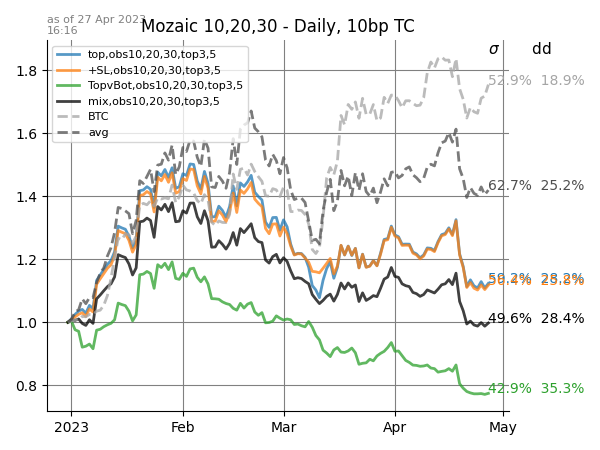 as of 27 Apr 2023
16:16
Mozaic 10,20,30 - Daily, 10bp TC
σ dd
top,obs10,20,30,top3,5
+SL,obs10,20,30,top3,5
TopvBot,obs10,20,30,top3,5
mix,obs10,20,30,top3,5
BTC
avg
1.8
1.6
1.4
1.2
1.0
0.8
52.9% 18.9%
62.7% 25.2%
49.6% 28.4%
42.9% 35.3%
2023 Feb Mar Apr May